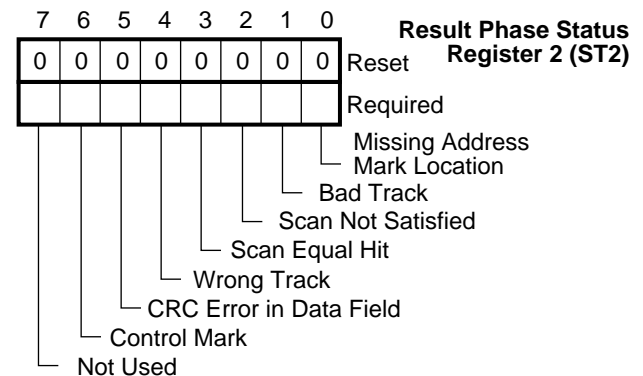 7 6 5 4 3 2 1 0
Result Phase Status
Register 2 (ST2)
0 0 0 0 0 0 0 0 Reset
Required
Missing Address
Mark Location
Bad Track
Scan Not Satisfied
Scan Equal Hit
Wrong Track
CRC Error in Data Field
Control Mark
Not Used